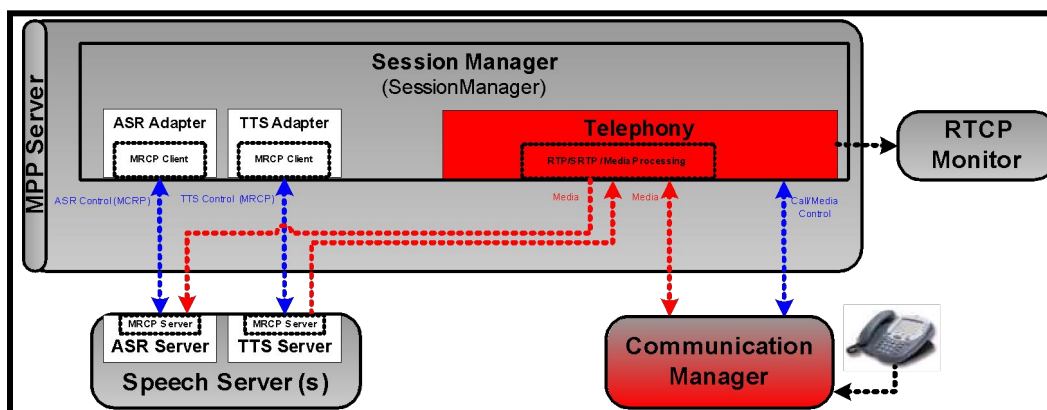 MPP Server
Session Manager
(SessionManager)
ASR Adapter
MRCP Client
TTS Adapter
MRCP Client
Telephony
RTP/SRTP/Media Processing
RTCP
Monitor
ASR Control (MCRP)
TTS Control (MRCP)
Media
Media
Call/Media
Control
MRCP Server
ASR Server
MRCP Server
TTS Server
Speech Server (s)
Communication
Manager